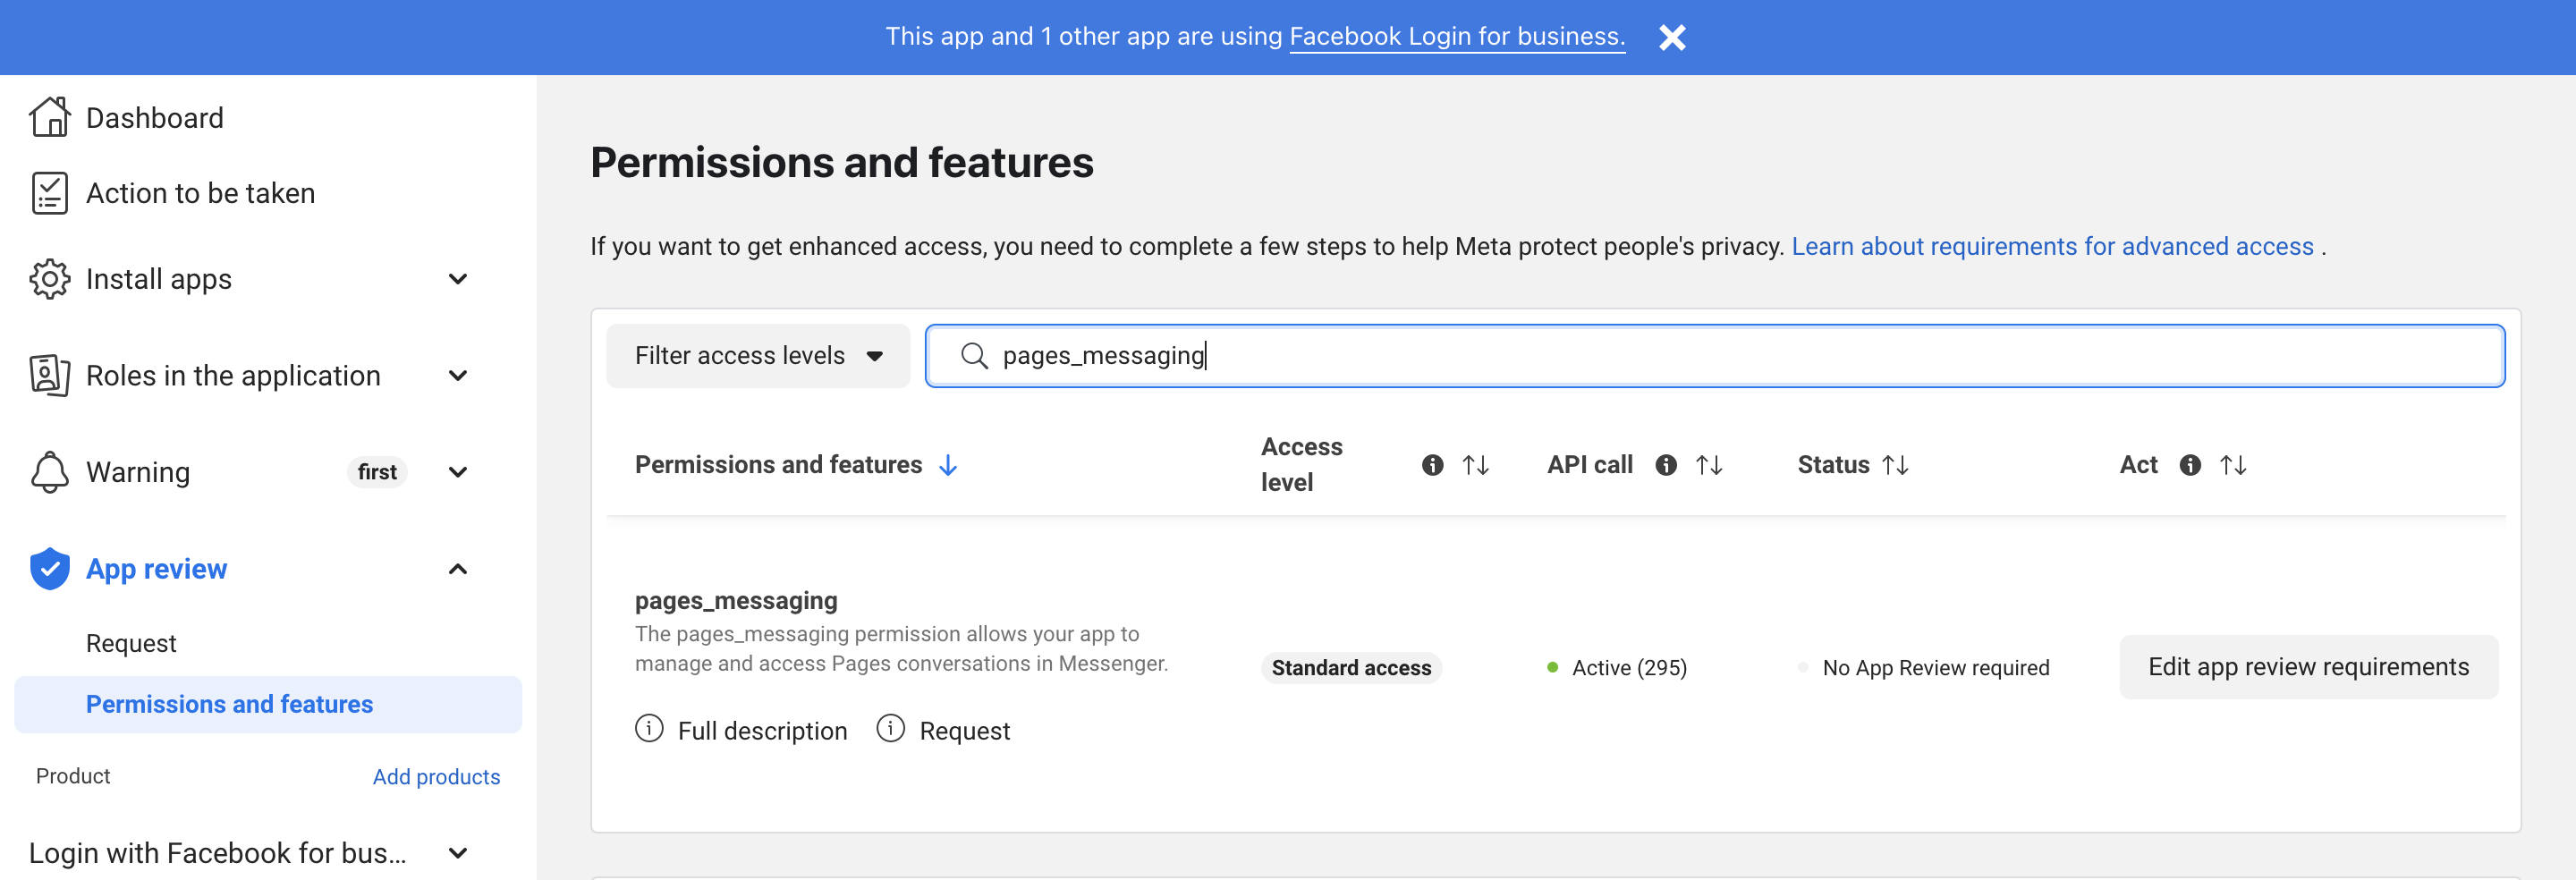 This app and 1 other app are using Facebook Login for business.
Dashboard
Action to be taken
Install apps
Roles in the application
Warning first
App review
Request
Permissions and features
Product Add products
Login with Facebook for bus...
Permissions and features
If you want to get enhanced access, you need to complete a few steps to help Meta protect people's privacy. Learn about requirements for advanced access .
Filter access levels
pages_messaging
Permissions and features
Access
level
API call
Status
Act
pages_messaging
The pages_messaging permission allows your app to
manage and access Pages conversations in Messenger.
Full description Request
Standard access
Active (295)
No App Review required
Edit app review requirements